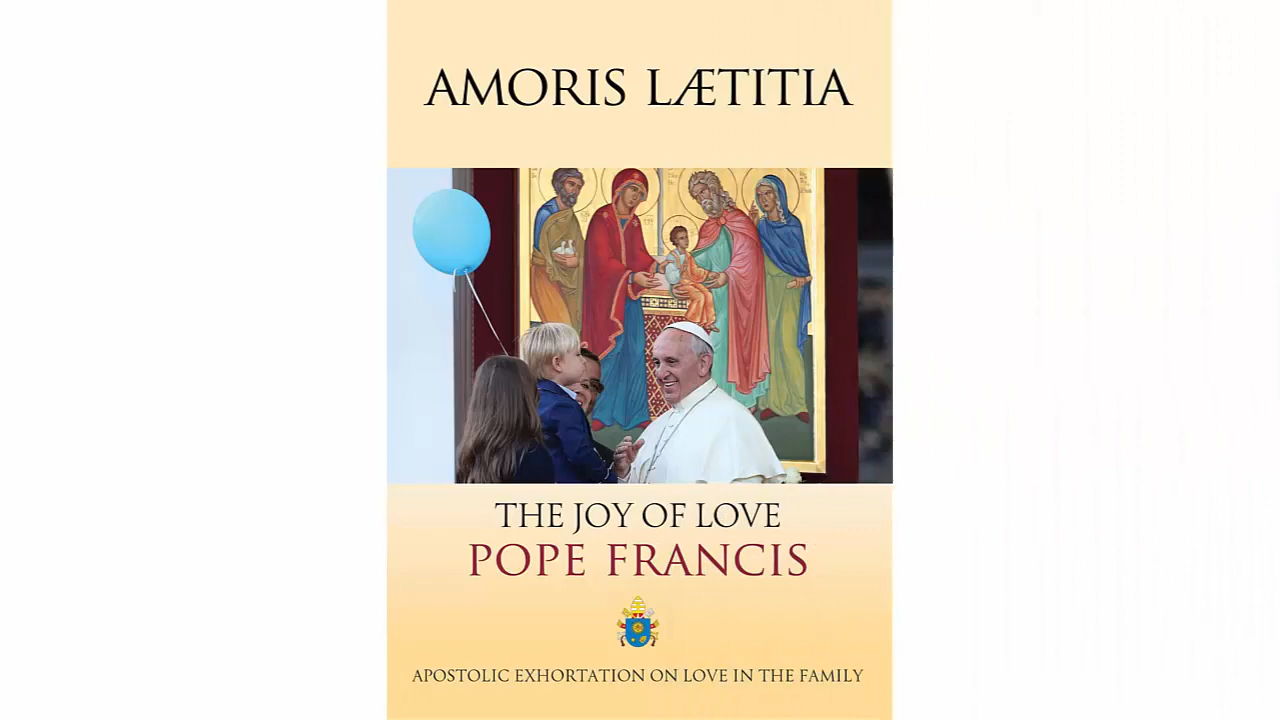 AMORIS LÆTITIA
THE JOY OF LOVE
POPE FRANCIS
APOSTOLIC EXHORTATION ON LOVE IN THE FAMILY